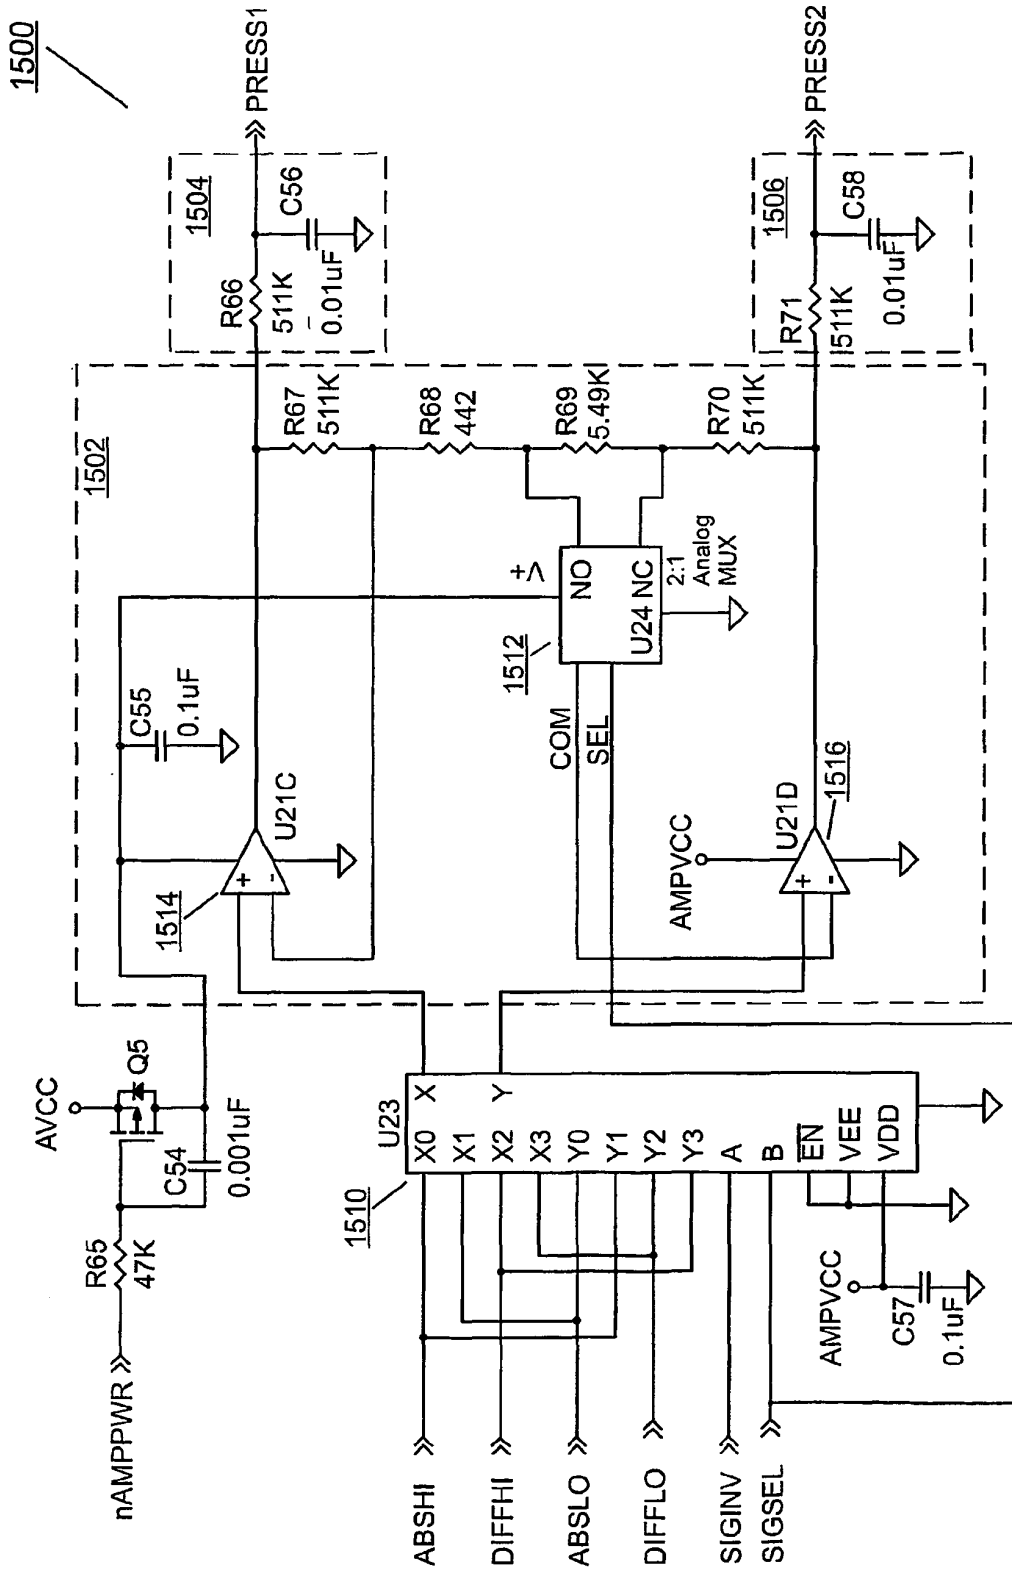 1500
AVCC
Q5
C54
0.001uF
R65
47K
nAMPPWR
1502
C55
0.1uF
1514
+
-
U21C
R66
511K
1504
C56
0.01uF
PRESS1
R67
511K
R68
442
R69
5.49K
R70
511K
+V
NO
U24 NC
2:1
Analog
MUX
1512
COM
SEL
AMPVCC
U21D
+
-
1516
R71
511K
1506
C58
0.01uF
PRESS2
1510
U23
X0
X
X1
X2
Y
X3
Y0
Y1
Y2
Y3
A
B
EN
VEE
VDD
ABSHI
DIFFHI
ABSLO
DIFFLO
SIGINV
SIGSEL
AMPVCC
C57
0.1uF